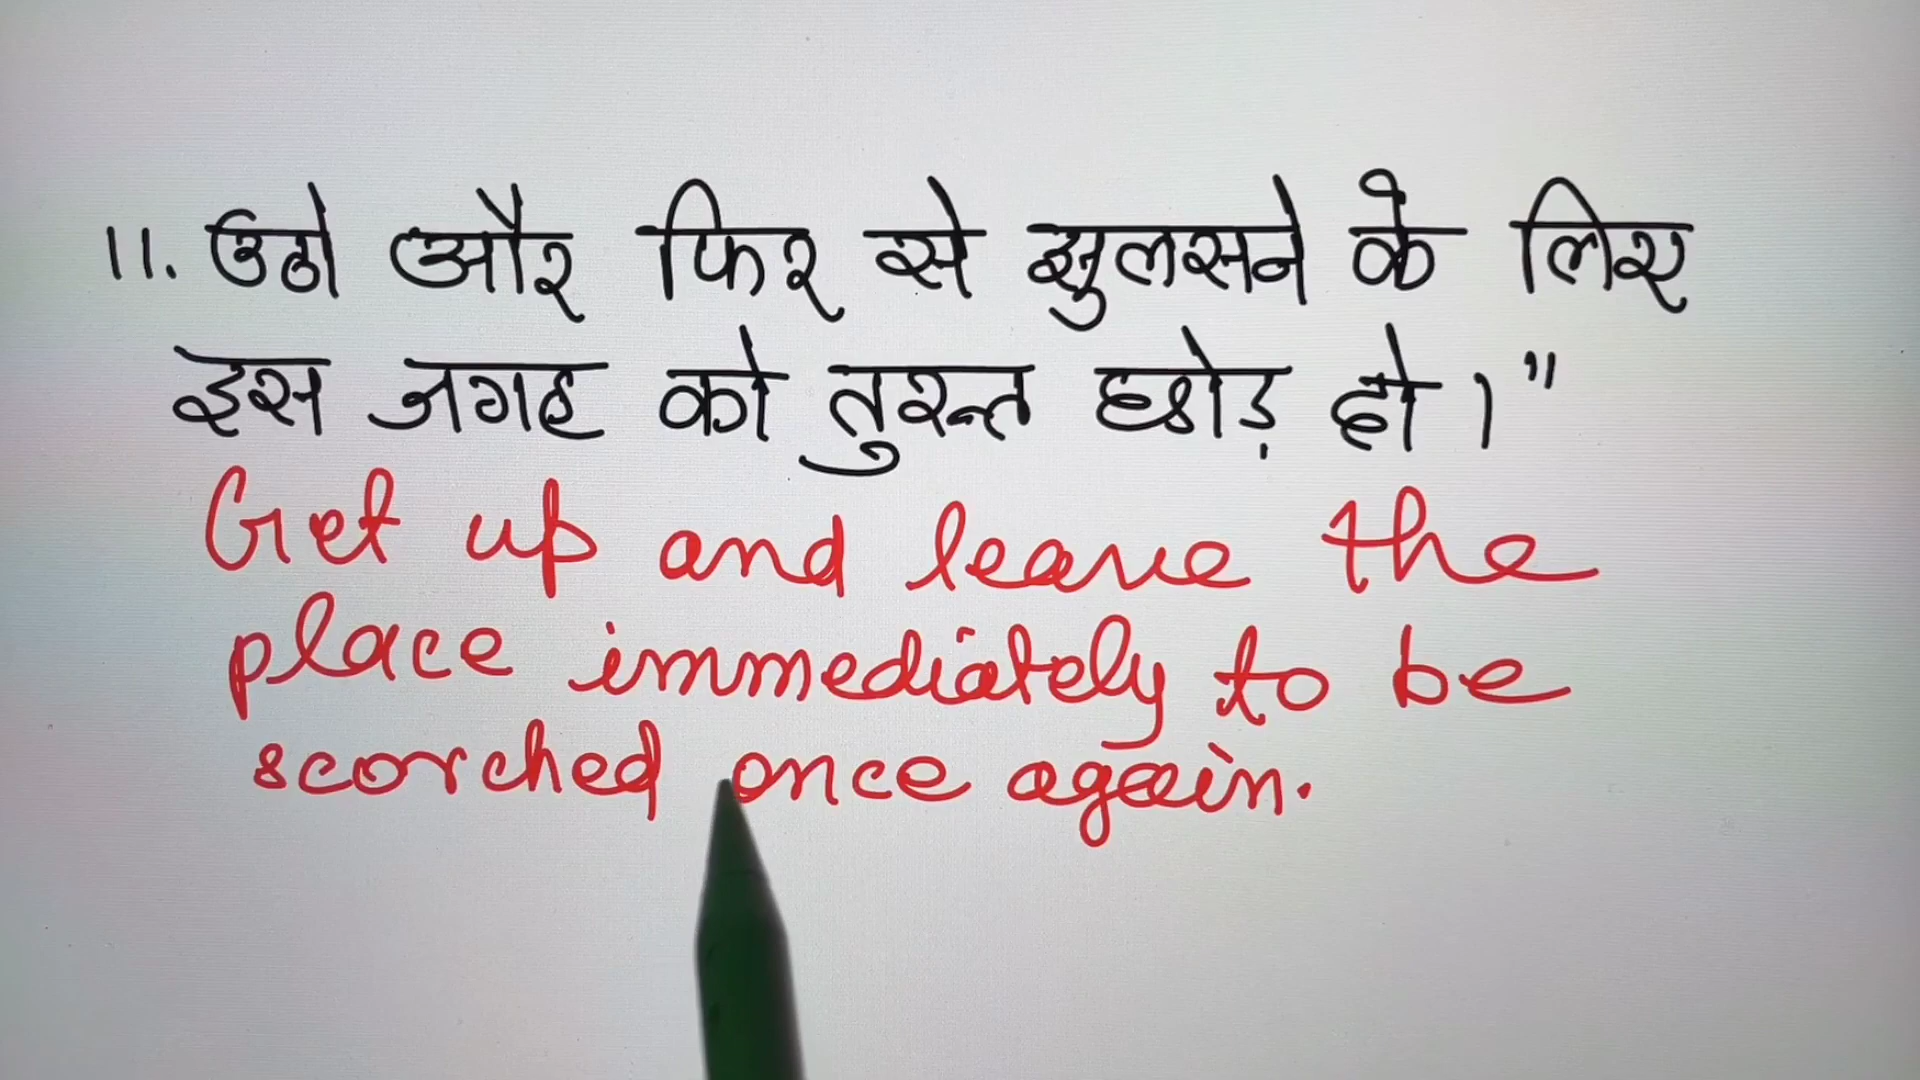 11. उठो और फिर से झुलसने के लिए
इस जगह को तुरन्त छोड़ दो।"
Get up and leave the
place immediately to be
scorched once again.